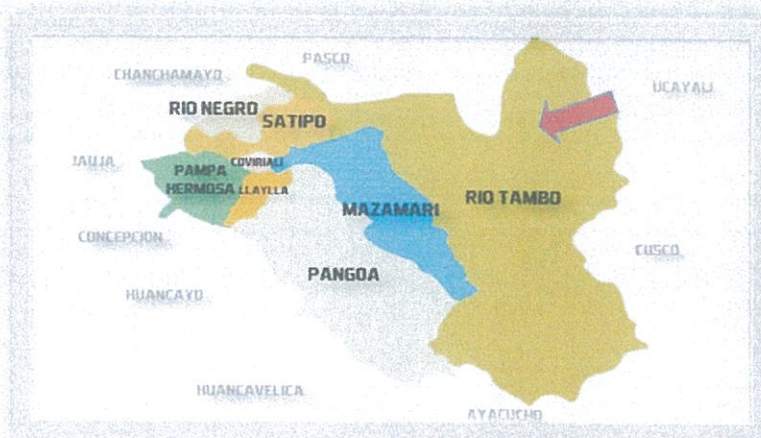 PASCO
CHANCHAMAYO
UCAYALI
RIO NEGRO
SATIPO
JAUJA
COVIRIALI
PAMPA
HERMOSA
LLAYLLA
MAZAMARI
RIO TAMBO
CONCEPCION
CUSCO
PANGOA
HUANCAYO
HUANCAVELICA
AYACUCHO